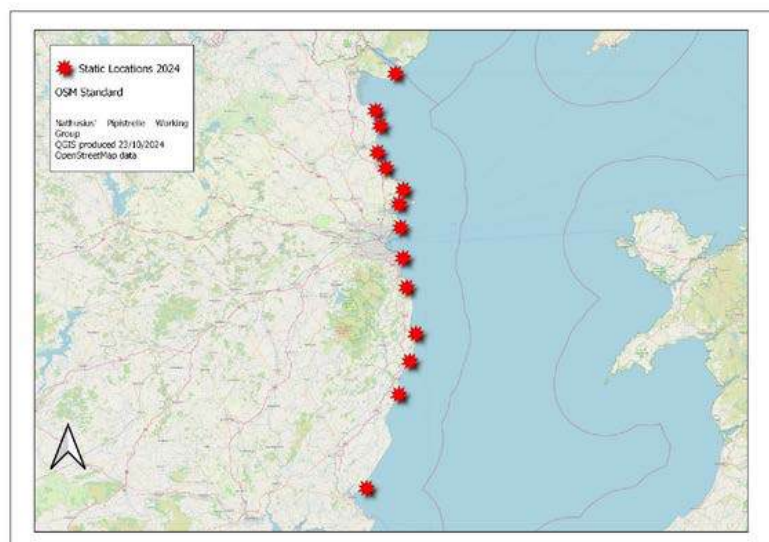 Static Locations 2024
OSM Standard
Nathusius' Pipistrelle Working
Group
QGIS produced 23/10/2024
OpenStreetMap data